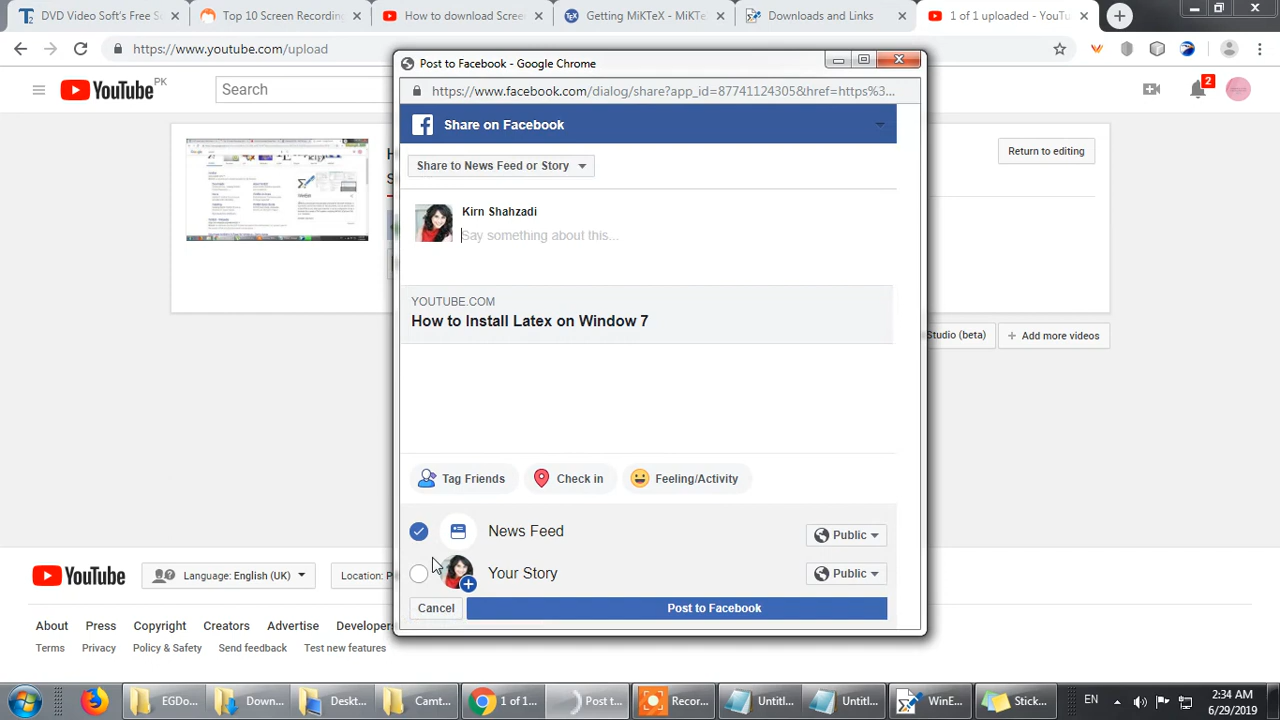 DVD Video Soft's Free S
Top 10 Screen Recording
How to download Scree
Getting MiKTeX - MiKTe
Downloads and Links
1 of 1 uploaded - YouTu
https://www.youtube.com/upload
YouTube PK
Search
2
Return to editing
Studio (beta)
+ Add more videos
Post to Facebook - Google Chrome
https://www.facebook.com/dialog/share?app_id=87741124305&href=https%3...
Share on Facebook
Share to News Feed or Story
Kim Shahzadi
Say something about this...
YOUTUBE.COM
How to Install Latex on Window 7
Tag Friends
Check in
Feeling/Activity
News Feed
Public
Your Story
Public
Cancel
Post to Facebook
YouTube
Language: English (UK)
Location: P
About
Press
Copyright
Creators
Advertise
Developers
Terms
Privacy
Policy & Safety
Send feedback
Test new features
EGDo...
Down...
Deskt...
Camt...
1 of 1...
Post t...
Recor...
Untitl...
Untitl...
WinE...
Stick...
EN
2:34 AM
6/29/2019